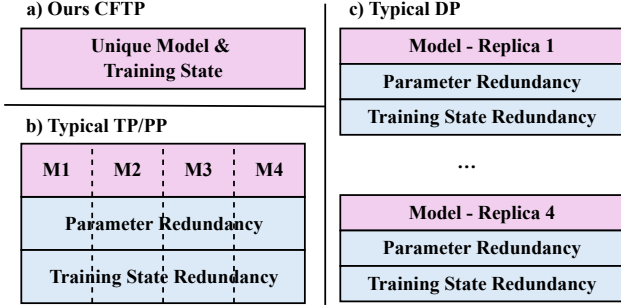 a) Ours CFTP
Unique Model &
Training State
b) Typical TP/PP
M1 M2 M3 M4
Parameter Redundancy
Training State Redundancy
c) Typical DP
Model - Replica 1
Parameter Redundancy
Training State Redundancy
...
Model - Replica 4
Parameter Redundancy
Training State Redundancy